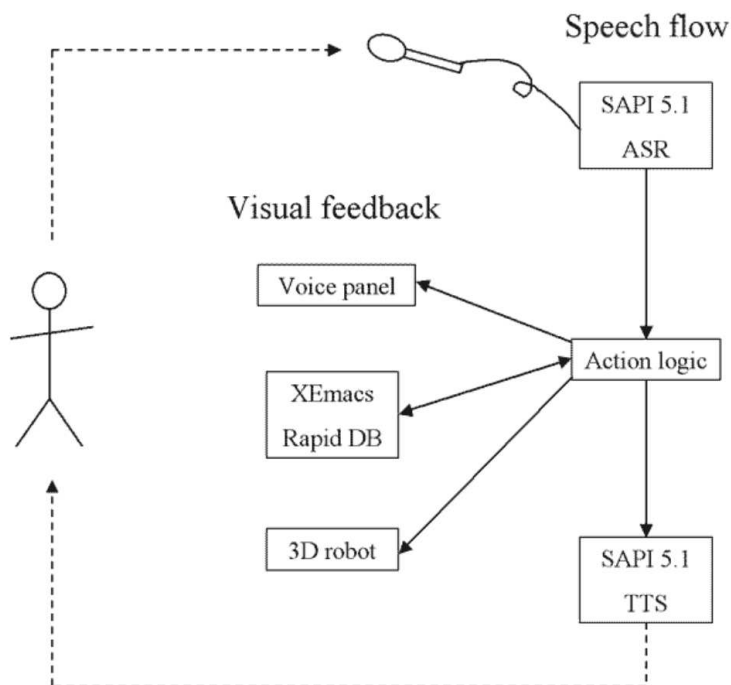 Speech flow
SAPI 5.1
ASR
Visual feedback
Voice panel
Action logic
XEmacs
Rapid DB
3D robot
SAPI 5.1
TTS